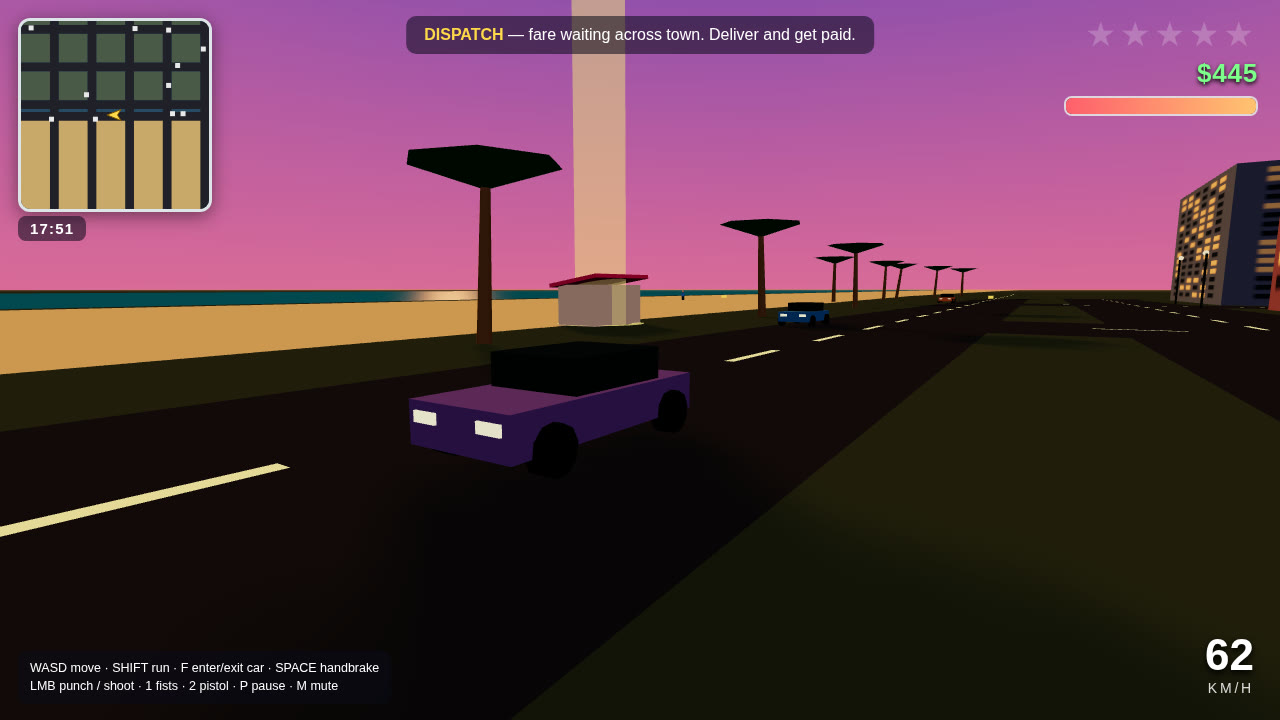 DISPATCH — fare waiting across town. Deliver and get paid.
$445
17:51
62
KM/H
WASD move · SHIFT run · F enter/exit car · SPACE handbrake
LMB punch / shoot · 1 fists · 2 pistol · P pause · M mute